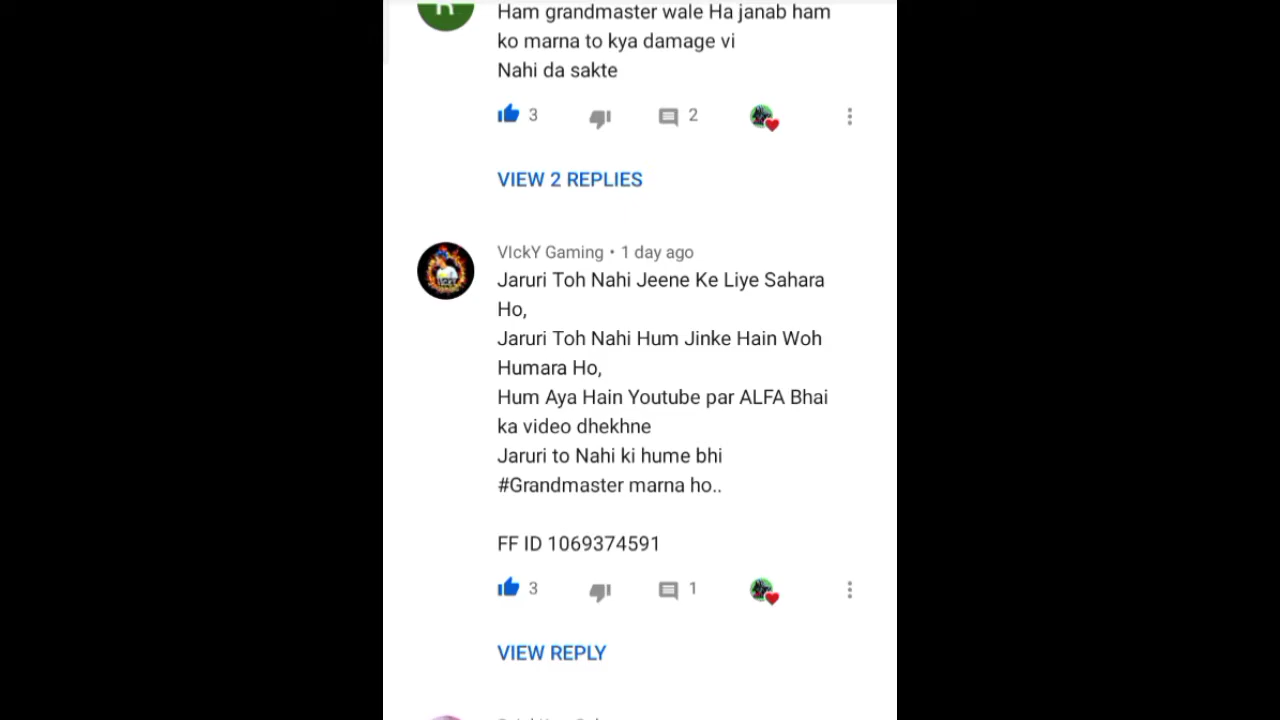 Ham grandmaster wale Ha janab ham
ko marna to kya damage vi
Nahi da sakte
3
2
VIEW 2 REPLIES
VIckY Gaming • 1 day ago
Jaruri Toh Nahi Jeene Ke Liye Sahara
Ho,
Jaruri Toh Nahi Hum Jinke Hain Woh
Humara Ho,
Hum Aya Hain Youtube par ALFA Bhai
ka video dhekhne
Jaruri to Nahi ki hume bhi
#Grandmaster marna ho..
FF ID 1069374591
3
1
VIEW REPLY